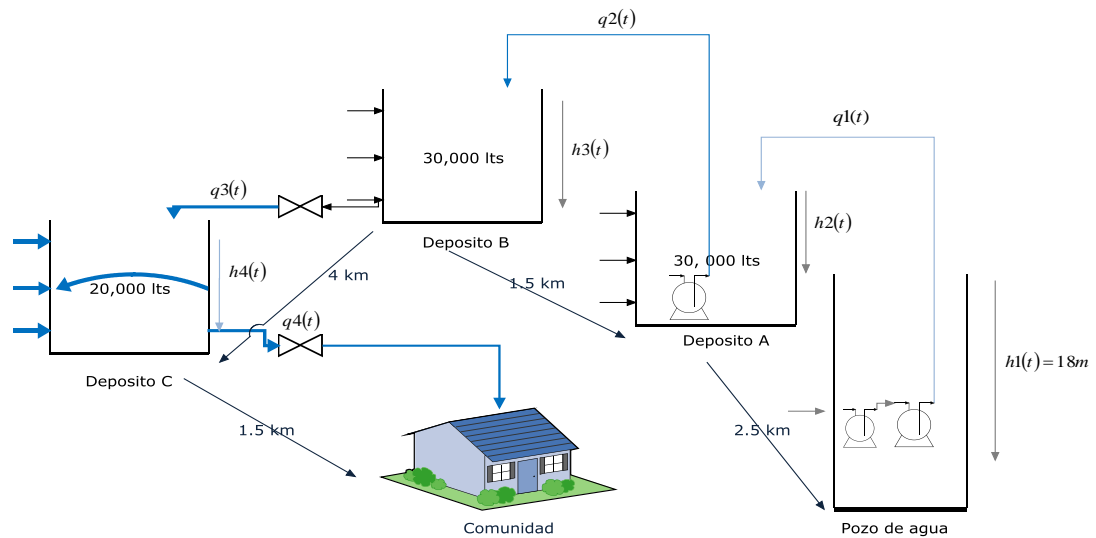 q2(t)
q1(t)
30,000 lts
h3(t)
q3(t)
h2(t)
Deposito B
h4(t)
4 km
30, 000 lts
20,000 lts
1.5 km
q4(t)
Deposito A
h1(t)=18m
Deposito C
1.5 km
2.5 km
Comunidad
Pozo de agua